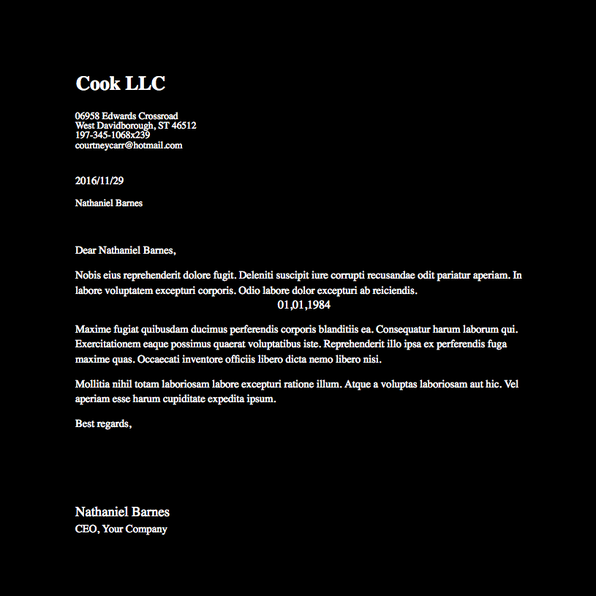 Cook LLC
06958 Edwards Crossroad
West Davidborough, ST 46512
197-345-1068x239
courtneycarr@hotmail.com
2016/11/29
Nathaniel Barnes
Dear Nathaniel Barnes,
Nobis eius reprehenderit dolore fugit. Deleniti suscipit iure corrupti recusandae odit pariatur aperiam. In
labore voluptatem excepturi corporis. Odio labore dolor excepturi ab reiciendis.
01,01,1984
Maxime fugiat quibusdam ducimus perferendis corporis blanditiis ea. Consequatur harum laborum qui.
Exercitationem eaque possimus quaerat voluptatibus iste. Reprehenderit illo ipsa ex perferendis fuga
maxime quas. Occaecati inventore officiis libero dicta nemo libero nisi.
Mollitia nihil totam laboriosam labore excepturi ratione illum. Atque a voluptas laboriosam aut hic. Vel
aperiam esse harum cupiditate expedita ipsum.
Best regards,
Nathaniel Barnes
CEO, Your Company